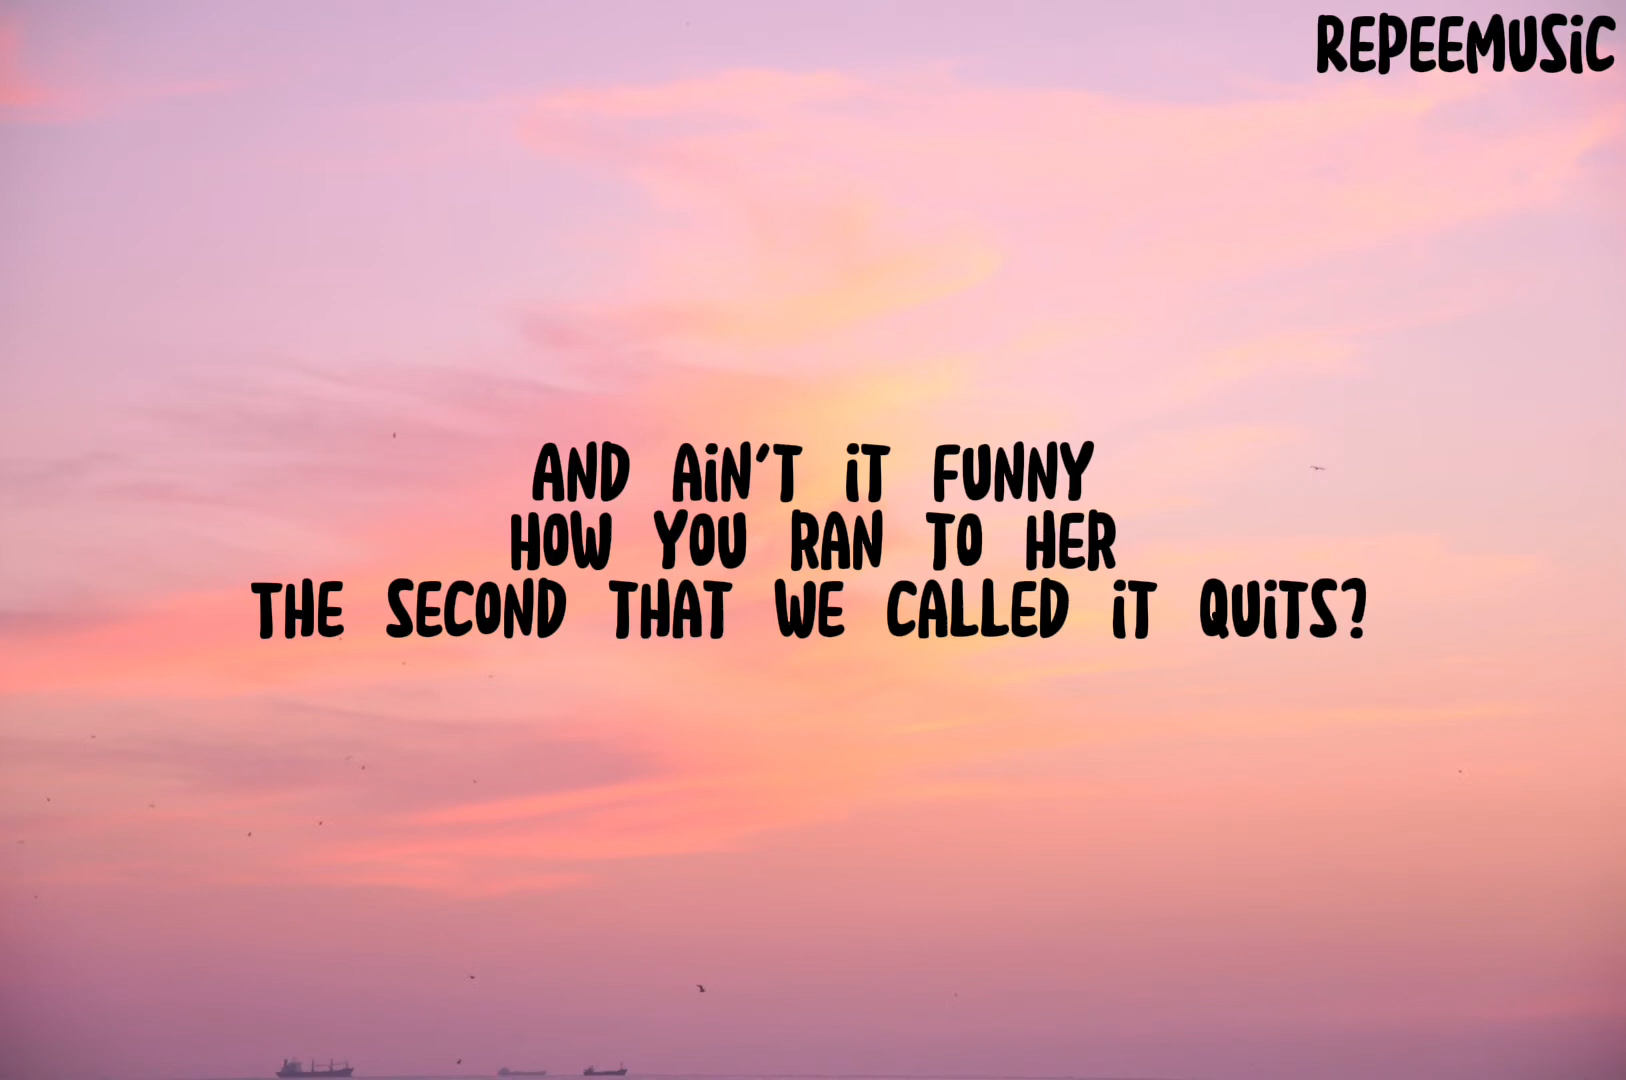 REPEEMUSiC
AND AiN'T iT FUNNY
HOW YOU RAN TO HER
THE SECOND THAT WE CALLED iT QUiTS?